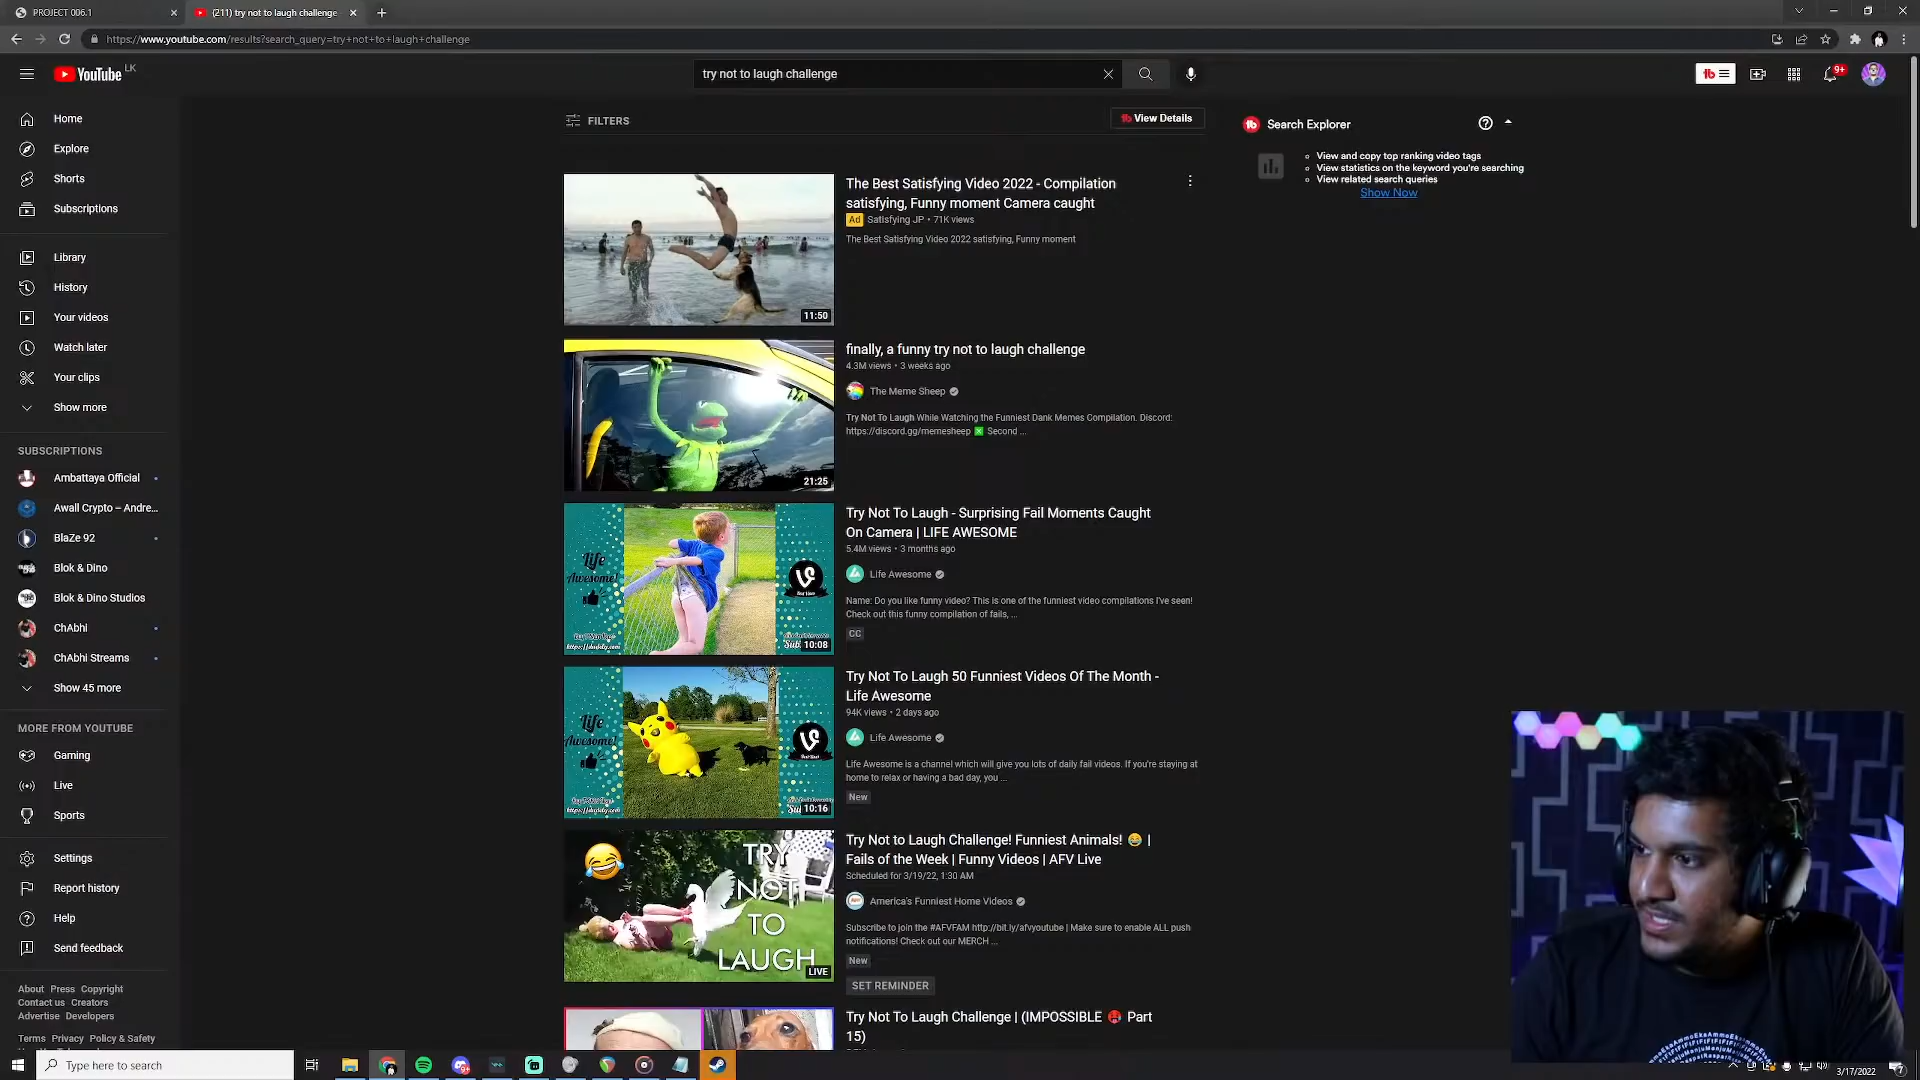 PROJECT 006.1
(211) try not to laugh challenge
https://www.youtube.com/results?search_query=try+not+to+laugh+challenge
YouTube LK
try not to laugh challenge
9+
Home
Explore
Shorts
Subscriptions
Library
History
Your videos
Watch later
Your clips
Show more
SUBSCRIPTIONS
Ambattaya Official
Awall Crypto – Andre...
BlaZe 92
Blok & Dino
Blok & Dino Studios
ChAbhi
ChAbhi Streams
Show 45 more
MORE FROM YOUTUBE
Gaming
Live
Sports
Settings
Report history
Help
Send feedback
About Press Copyright
Contact us Creators
Advertise Developers
Terms Privacy Policy & Safety
FILTERS
View Details
11:50
The Best Satisfying Video 2022 - Compilation
satisfying, Funny moment Camera caught
Ad Satisfying JP • 71K views
The Best Satisfying Video 2022 satisfying, Funny moment
21:25
finally, a funny try not to laugh challenge
4.3M views • 3 weeks ago
The Meme Sheep
Try Not To Laugh While Watching the Funniest Dank Memes Compilation. Discord:
https://discord.gg/memesheep ❎ Second ...
Life
Awesome!
10:08
Try Not To Laugh - Surprising Fail Moments Caught
On Camera | LIFE AWESOME
5.4M views • 3 months ago
Life Awesome
Name: Do you like funny video? This is one of the funniest video compilations I've seen!
Check out this funny compilation of fails, ...
CC
Life
Awesome!
10:16
Try Not To Laugh 50 Funniest Videos Of The Month -
Life Awesome
94K views • 2 days ago
Life Awesome
Life Awesome is a channel which will give you lots of daily fail videos. If you're staying at
home to relax or having a bad day, you ...
New
TRY
NOT
TO
LAUGH
LIVE
Try Not to Laugh Challenge! Funniest Animals! 😂 |
Fails of the Week | Funny Videos | AFV Live
Scheduled for 3/19/22, 1:30 AM
America's Funniest Home Videos
Subscribe to join the #AFVFAM http://bit.ly/afvyoutube | Make sure to enable ALL push
notifications! Check out our MERCH ...
New
SET REMINDER
Try Not To Laugh Challenge | (IMPOSSIBLE 🥵 Part
15)
Search Explorer
View and copy top ranking video tags
View statistics on the keyword you're searching
View related search queries
Show Now
Type here to search
3/17/2022